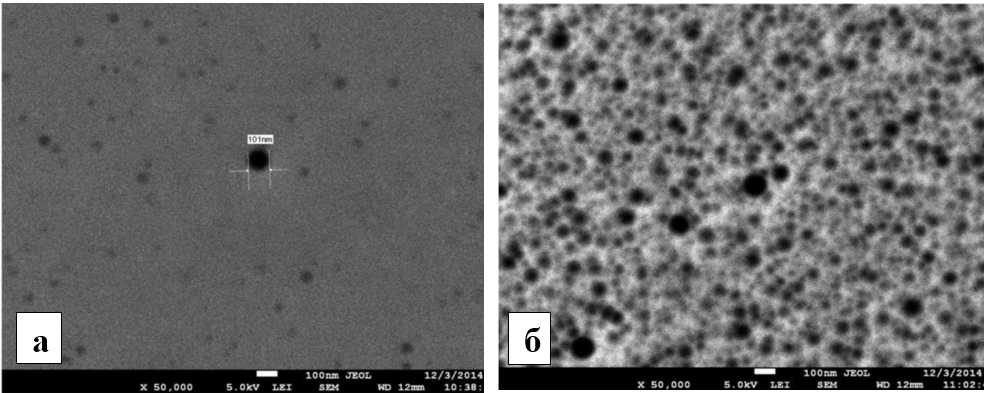 101nm
а
100nm JEOL 12/3/2014
X 50,000 5.0kV LEI SEM WD 12mm 10:38:
б
100nm JEOL 12/3/2014
X 50,000 5.0kV LEI SEM WD 12mm 11:02: